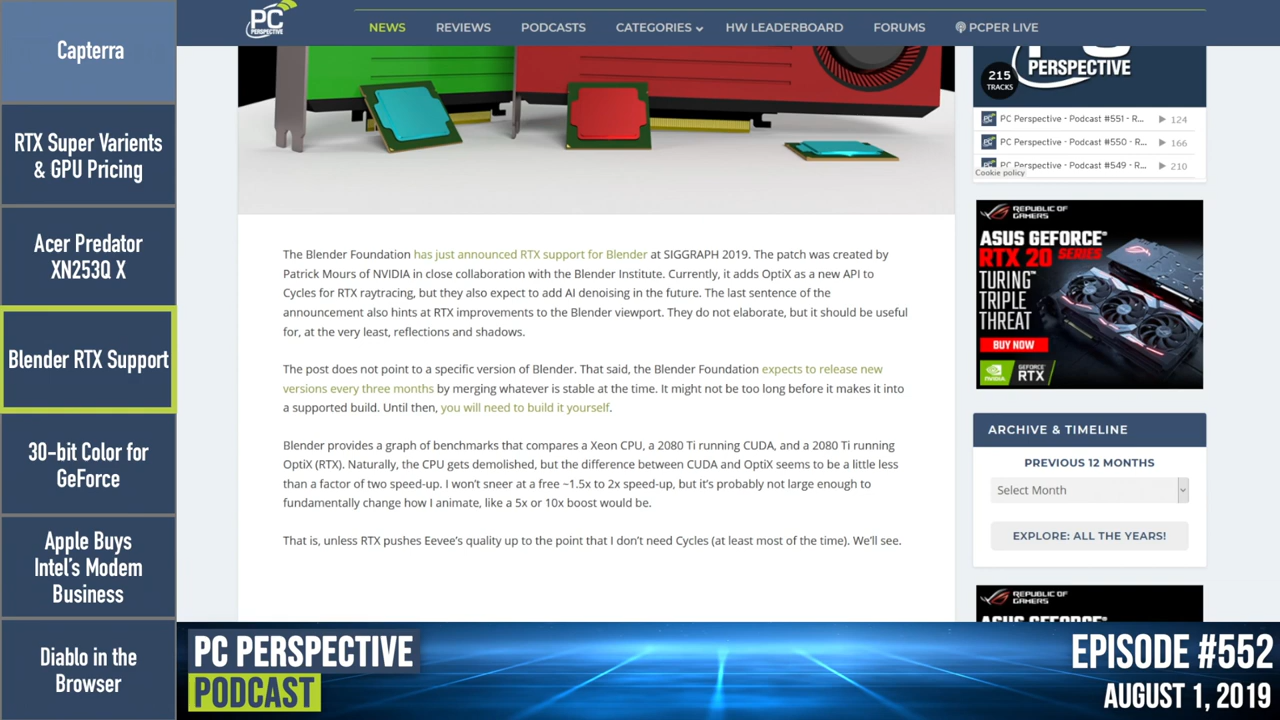 Capterra
RTX Super Varients
& GPU Pricing
Acer Predator
XN253Q X
Blender RTX Support
30-bit Color for
GeForce
Apple Buys
Intel's Modem
Business
Diablo in the
Browser
PC
PERSPECTIVE
NEWS
REVIEWS
PODCASTS
CATEGORIES
HW LEADERBOARD
FORUMS
PCPER LIVE
The Blender Foundation has just announced RTX support for Blender at SIGGRAPH 2019. The patch was created by
Patrick Mours of NVIDIA in close collaboration with the Blender Institute. Currently, it adds OptiX as a new API to
Cycles for RTX raytracing, but they also expect to add AI denoising in the future. The last sentence of the
announcement also hints at RTX improvements to the Blender viewport. They do not elaborate, but it should be useful
for, at the very least, reflections and shadows.
The post does not point to a specific version of Blender. That said, the Blender Foundation expects to release new
versions every three months by merging whatever is stable at the time. It might not be too long before it makes it into
a supported build. Until then, you will need to build it yourself.
Blender provides a graph of benchmarks that compares a Xeon CPU, a 2080 Ti running CUDA, and a 2080 Ti running
OptiX (RTX). Naturally, the CPU gets demolished, but the difference between CUDA and OptiX seems to be a little less
than a factor of two speed-up. I won't sneer at a free ~1.5x to 2x speed-up, but it's probably not large enough to
fundamentally change how I animate, like a 5x or 10x boost would be.
That is, unless RTX pushes Eevee's quality up to the point that I don't need Cycles (at least most of the time). We'll see.
PERSPECTIVE
215
TRACKS
PC Perspective - Podcast #551 - R... 124
PC Perspective - Podcast #550 - R... 166
PC Perspective - Podcast #549 - R... 210
Cookie policy
REPUBLIC OF
GAMERS
ASUS GEFORCE®
RTX 20 SERIES
TURING
TRIPLE
THREAT
BUY NOW
NVIDIA
GEFORCE
RTX
ARCHIVE & TIMELINE
PREVIOUS 12 MONTHS
Select Month
EXPLORE: ALL THE YEARS!
REPUBLIC OF
GAMERS
PC PERSPECTIVE
PODCAST
EPISODE #552
AUGUST 1, 2019